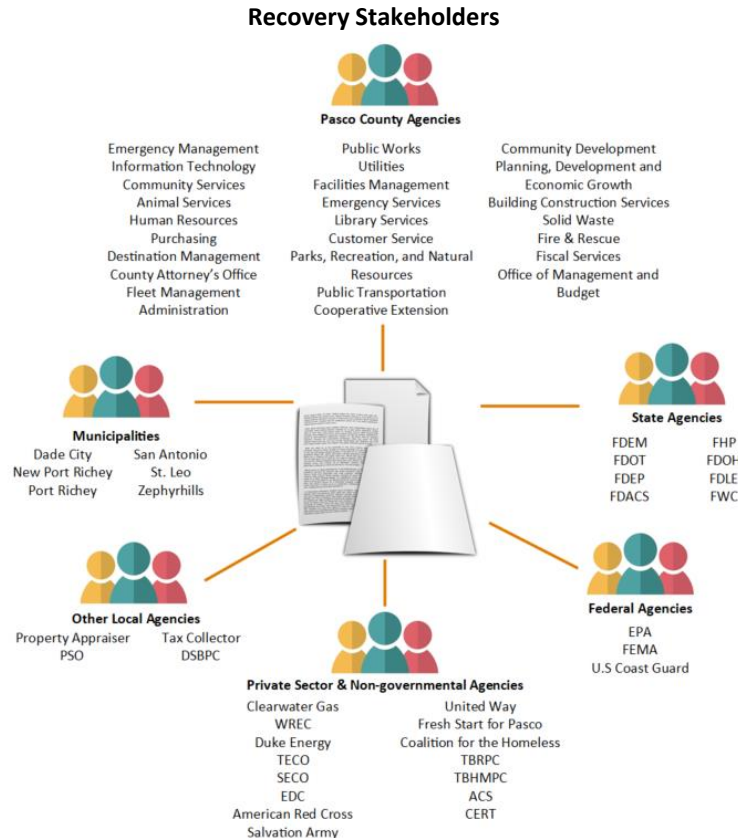 Recovery Stakeholders
Pasco County Agencies
Emergency Management
Information Technology
Community Services
Animal Services
Human Resources
Purchasing
Destination Management
County Attorney's Office
Fleet Management
Administration
Public Works
Utilities
Facilities Management
Emergency Services
Library Services
Customer Service
Parks, Recreation, and Natural
Resources
Public Transportation
Cooperative Extension
Community Development
Planning, Development and
Economic Growth
Building Construction Services
Solid Waste
Fire & Rescue
Fiscal Services
Office of Management and
Budget
Municipalities
Dade City
New Port Richey
Port Richey
San Antonio
St. Leo
Zephyrhills
State Agencies
FDEM
FDOT
FDEP
FDACS
FHP
FDOH
FDLE
FWC
Other Local Agencies
Property Appraiser
PSO
Tax Collector
DSBPC
Federal Agencies
EPA
FEMA
U.S Coast Guard
Private Sector & Non-governmental Agencies
Clearwater Gas
WREC
Duke Energy
TECO
SECO
EDC
American Red Cross
Salvation Army
United Way
Fresh Start for Pasco
Coalition for the Homeless
TBRPC
TBHMPC
ACS
CERT